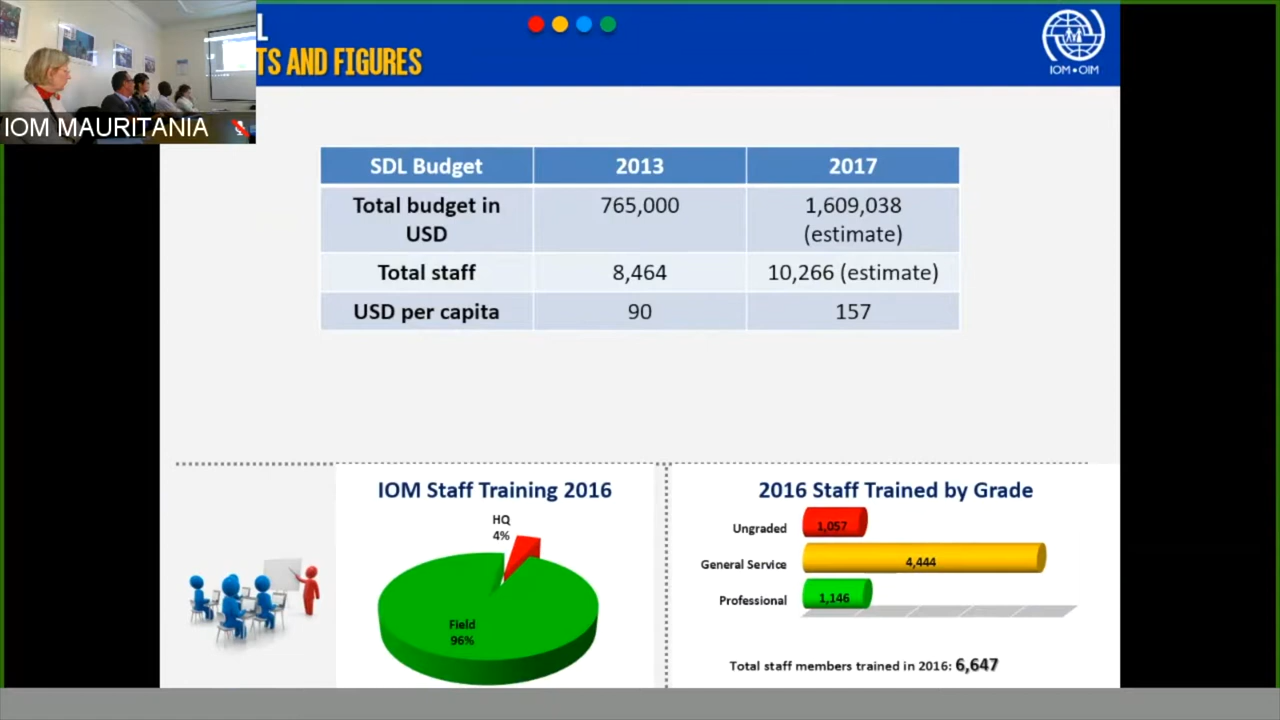 L
TS AND FIGURES
IOM • OIM
IOM MAURITANIA
SDL Budget 2013 2017
Total budget in USD 765,000 1,609,038 (estimate)
Total staff 8,464 10,266 (estimate)
USD per capita 90 157
IOM Staff Training 2016
HQ
4%
Field
96%
2016 Staff Trained by Grade
Ungraded 1,057
General Service 4,444
Professional 1,146
Total staff members trained in 2016: 6,647